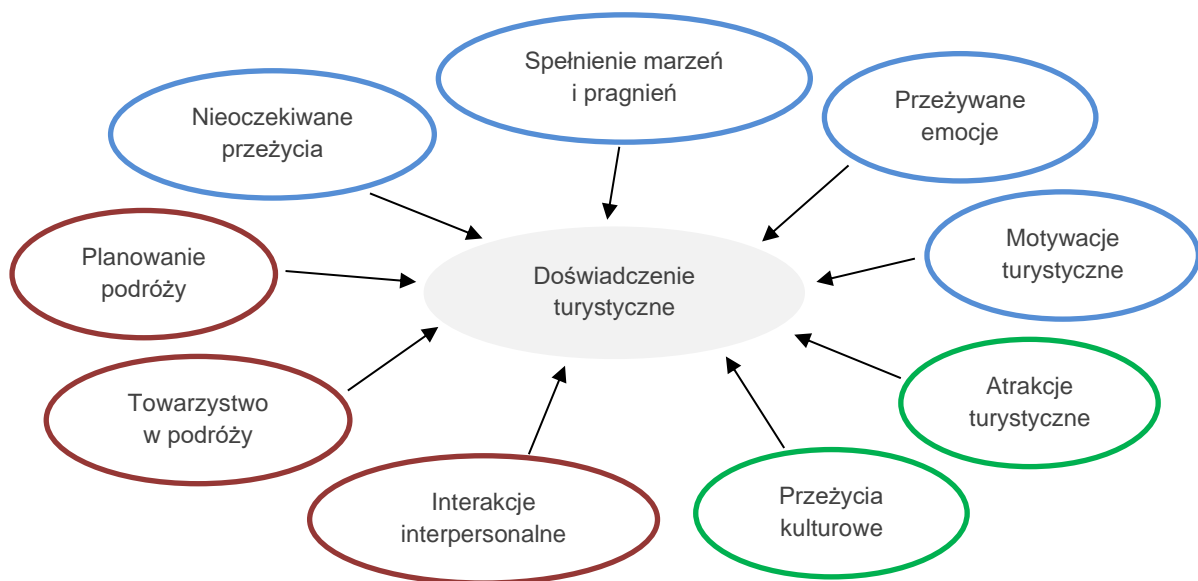 Spełnienie marzeń
i pragnień
Nieoczekiwane
przeżycia
Przeżywane
emocje
Planowanie
podróży
Doświadczenie
turystyczne
Motywacje
turystyczne
Towarzystwo
w podróży
Atrakcje
turystyczne
Interakcje
interpersonalne
Przeżycia
kulturowe